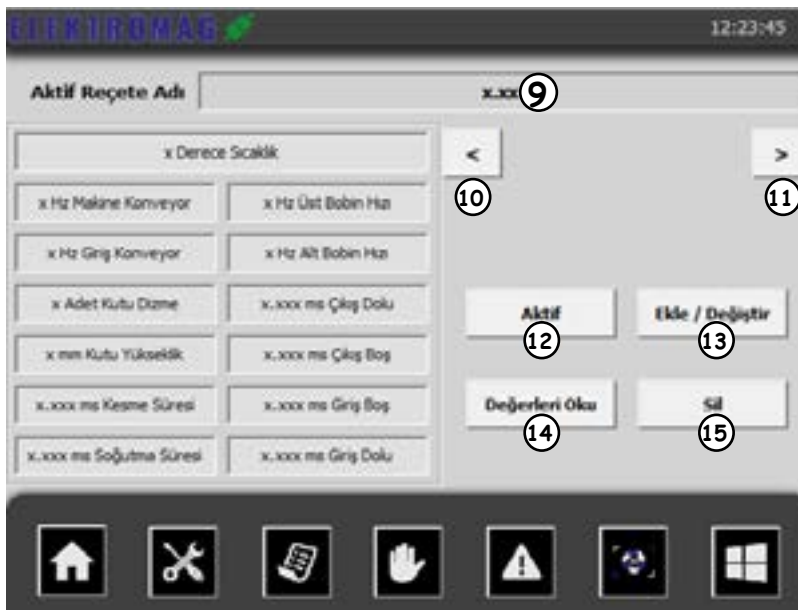 ELEKTROMAG 12:23:45
Aktif Reçete Adı x.xx 9
x Derece Sıcaklık < >
10 11
x Hz Makine Konveyor x Hz Üst Bobin Hızı
x Hz Giriş Konveyor x Hz Alt Bobin Hızı
x Adet Kutu Dizme x.xxx ms Çıkış Dolu Aktif Ekle / Değiştir
12 13
x mm Kutu Yükseklik x.xxx ms Çıkış Boş
x.xxx ms Kesme Süresi x.xxx ms Giriş Boş Değerleri Oku Sil
14 15
x.xxx ms Soğutma Süresi x.xxx ms Giriş Dolu